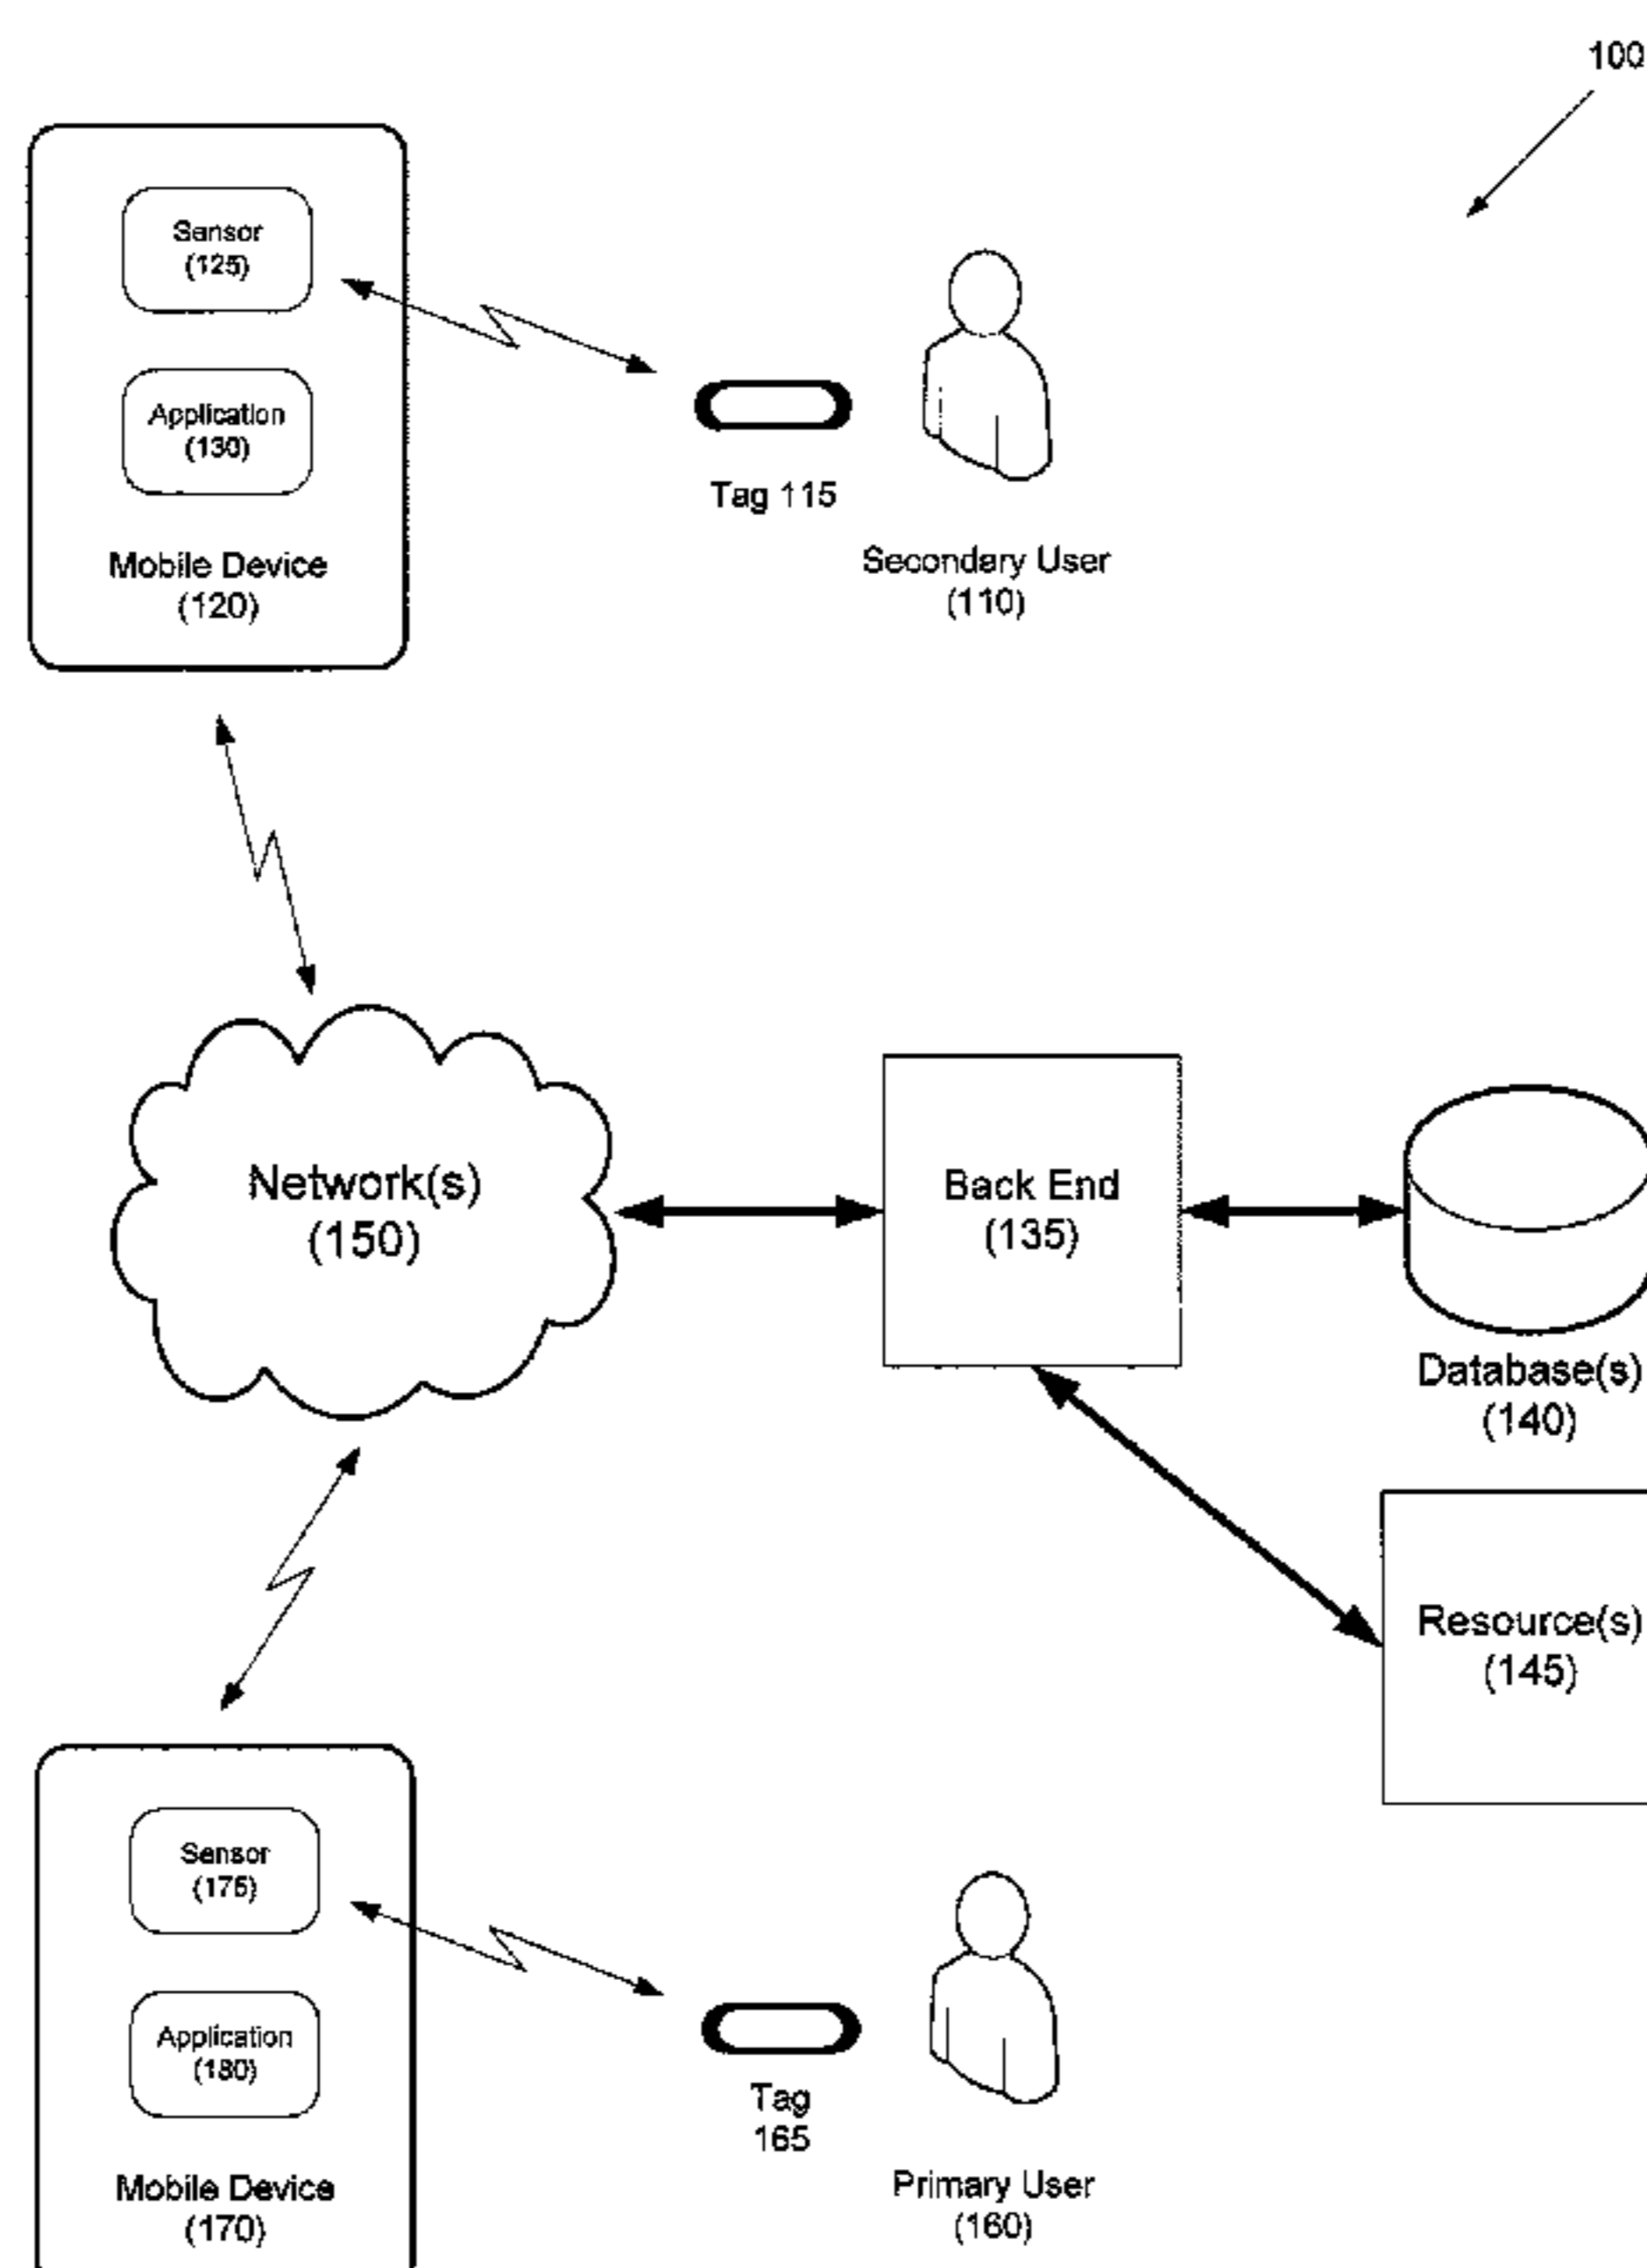 100
Sensor
(125)
Application
(130)
Mobile Device
(120)
Tag 115
Secondary User
(110)
Network(s)
(150)
Back End
(135)
Database(s)
(140)
Resource(s)
(145)
Sensor
(175)
Application
(180)
Mobile Device
(170)
Tag
165
Primary User
(160)